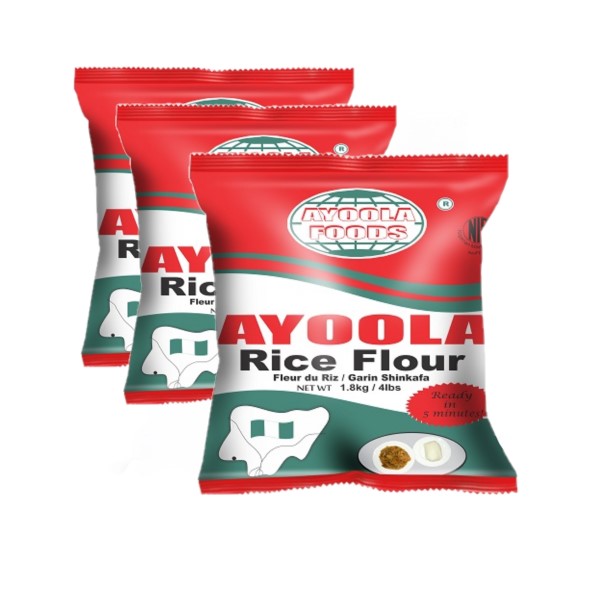 AYOOLA
FOODS
®
AYOOLA
Rice Flour
Fleur du Riz / Garin Shinkafa
NET WT 1.8kg / 4lbs
Ready
in
5 minutes